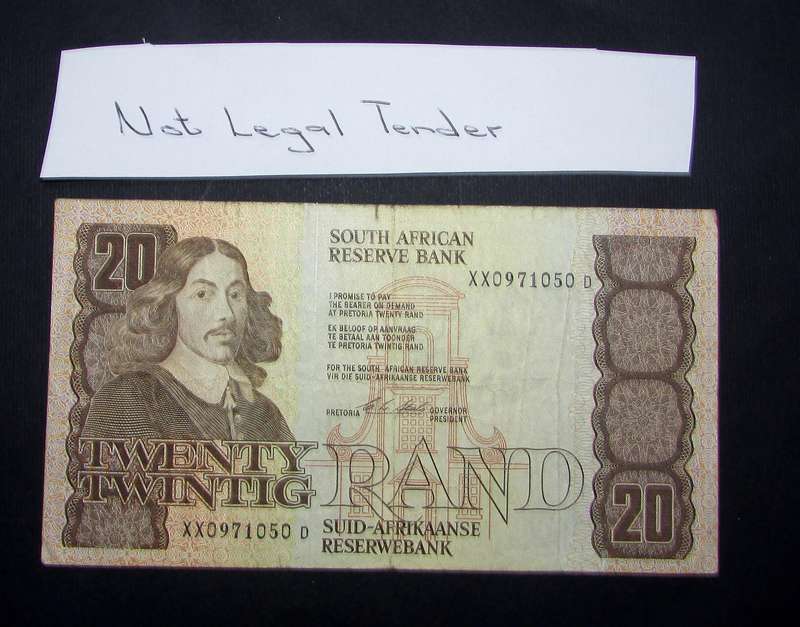 Not Legal Tender
20
SOUTH AFRICAN
RESERVE BANK
XX0971050 D
I PROMISE TO PAY
THE BEARER ON DEMAND
AT PRETORIA TWENTY RAND
EK BELOOF OP AANVRAAG
TE BETAAL AAN TOONDER
TE PRETORIA TWINTIG RAND
FOR THE SOUTH AFRICAN RESERVE BANK
VIR DIE SUID-AFRIKAANSE RESERWEBANK
PRETORIA
GOVERNOR
PRESIDENT
TWENTY
TWINTIG
RAND
20
XX0971050 D
SUID-AFRIKAANSE
RESERWEBANK